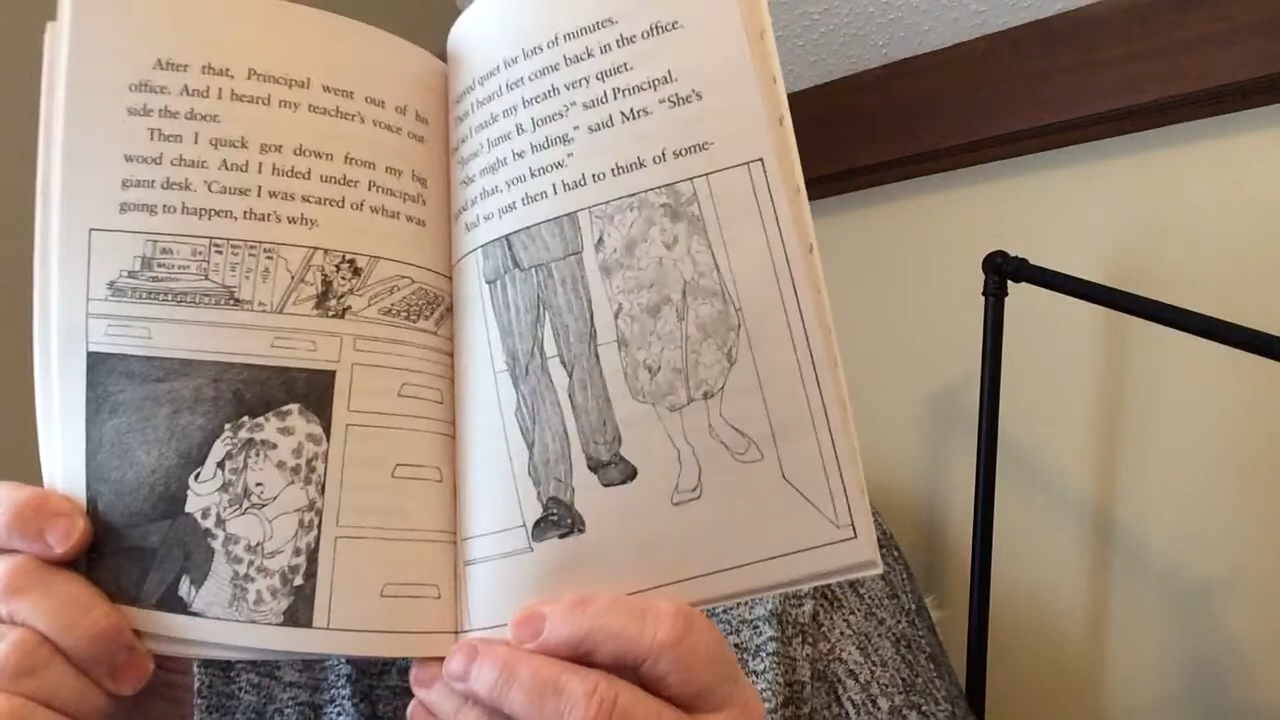 After that, Principal went out of his
office. And I heard my teacher's voice out-
side the door.
Then I quick got down from my big
wood chair. And I hided under Principal's
giant desk. 'Cause I was scared of what was
going to happen, that's why.
quiet for lots of minutes.
I heard feet come back in the office.
so I made my breath very quiet.
"Junie? Junie B. Jones?" said Principal.
"She might be hiding," said Mrs. "She's
good at that, you know."
And so just then I had to think of some-